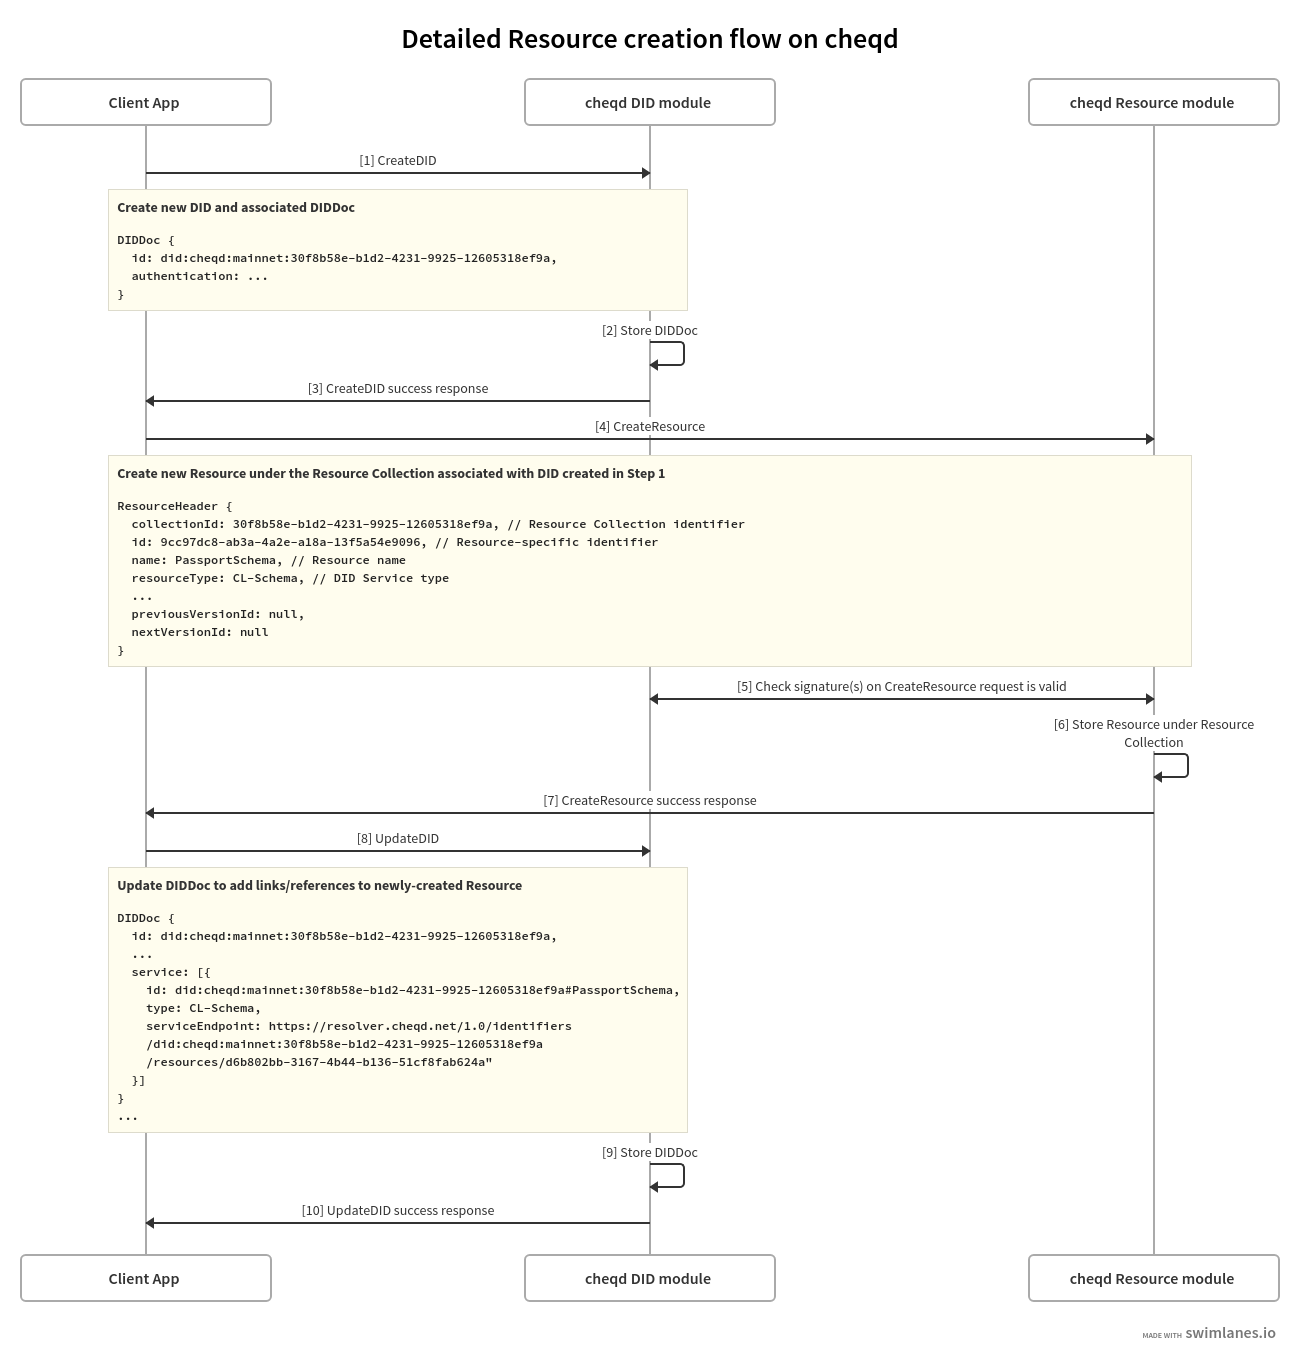 Detailed Resource creation flow on cheqd
Client App
cheqd DID module
cheqd Resource module
[1] CreateDID
Create new DID and associated DIDDoc
DIDDoc {
  id: did:cheqd:mainnet:30f8b58e-b1d2-4231-9925-12605318ef9a,
  authentication: ...
}
[2] Store DIDDoc
[3] CreateDID success response
[4] CreateResource
Create new Resource under the Resource Collection associated with DID created in Step 1
ResourceHeader {
  collectionId: 30f8b58e-b1d2-4231-9925-12605318ef9a, // Resource Collection identifier
  id: 9cc97dc8-ab3a-4a2e-a18a-13f5a54e9096, // Resource-specific identifier
  name: PassportSchema, // Resource name
  resourceType: CL-Schema, // DID Service type
  ...
  previousVersionId: null,
  nextVersionId: null
}
[5] Check signature(s) on CreateResource request is valid
[6] Store Resource under Resource
Collection
[7] CreateResource success response
[8] UpdateDID
Update DIDDoc to add links/references to newly-created Resource
DIDDoc {
  id: did:cheqd:mainnet:30f8b58e-b1d2-4231-9925-12605318ef9a,
  ...
  service: [{
    id: did:cheqd:mainnet:30f8b58e-b1d2-4231-9925-12605318ef9a#PassportSchema,
    type: CL-Schema,
    serviceEndpoint: https://resolver.cheqd.net/1.0/identifiers
    /did:cheqd:mainnet:30f8b58e-b1d2-4231-9925-12605318ef9a
    /resources/d6b802bb-3167-4b44-b136-51cf8fab624a"
  }]
}
...
[9] Store DIDDoc
[10] UpdateDID success response
Client App
cheqd DID module
cheqd Resource module
MADE WITH swimlanes.io